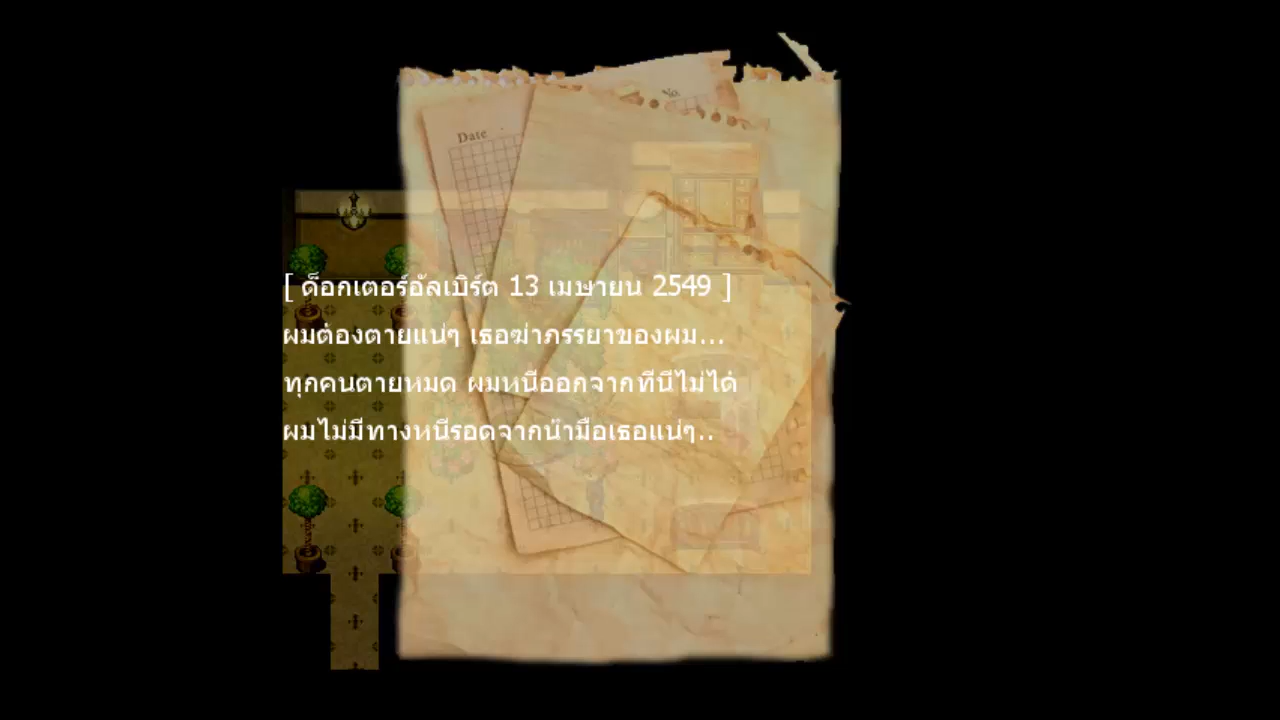 Date
No.
[ ด็อกเตอร์อัลเบิร์ต 13 เมษายน 2549 ]
ผมต้องตายแน่ๆ เธอฆ่าภรรยาของผม...
ทุกคนตายหมด ผมหนีออกจากที่นี่ไม่ได้
ผมไม่มีทางหนีรอดจากน้ำมือเธอแน่ๆ..